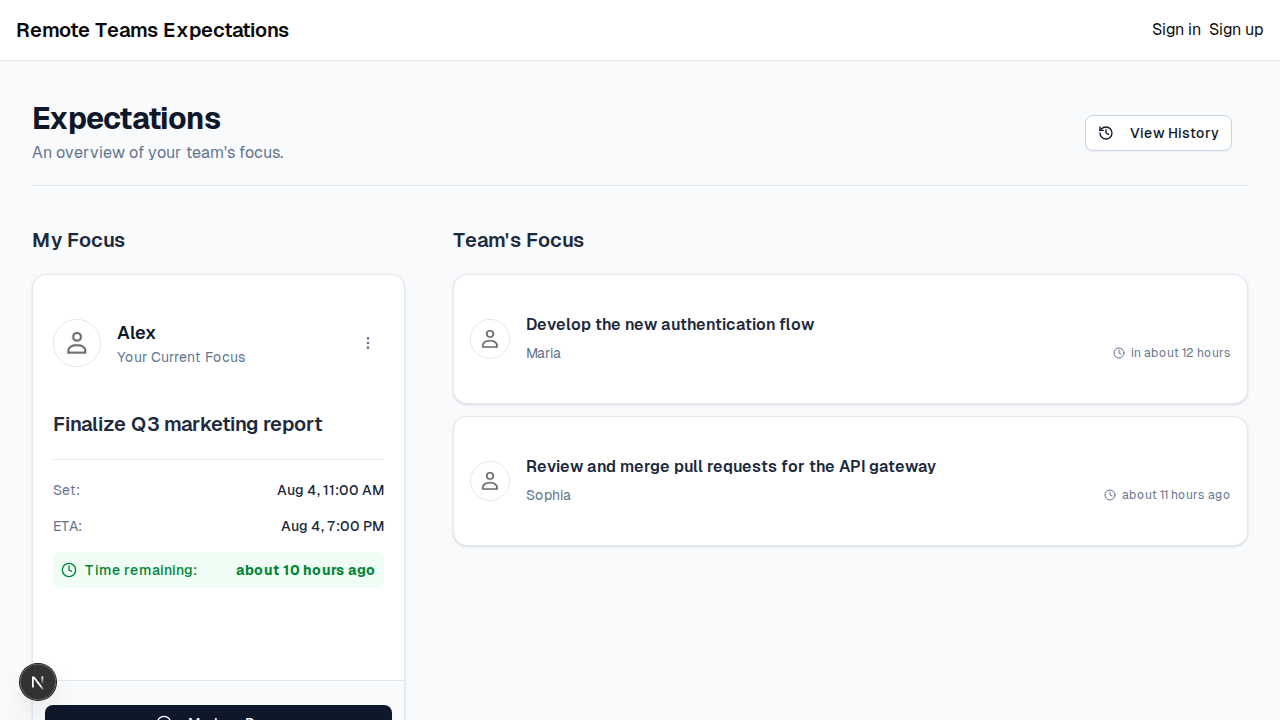 Remote Teams Expectations
Sign in Sign up
Expectations
An overview of your team's focus.
View History
My Focus
Team's Focus
Alex
Your Current Focus
Finalize Q3 marketing report
Set: Aug 4, 11:00 AM
ETA: Aug 4, 7:00 PM
Time remaining: about 10 hours ago
Develop the new authentication flow
Maria in about 12 hours
Review and merge pull requests for the API gateway
Sophia about 11 hours ago
N